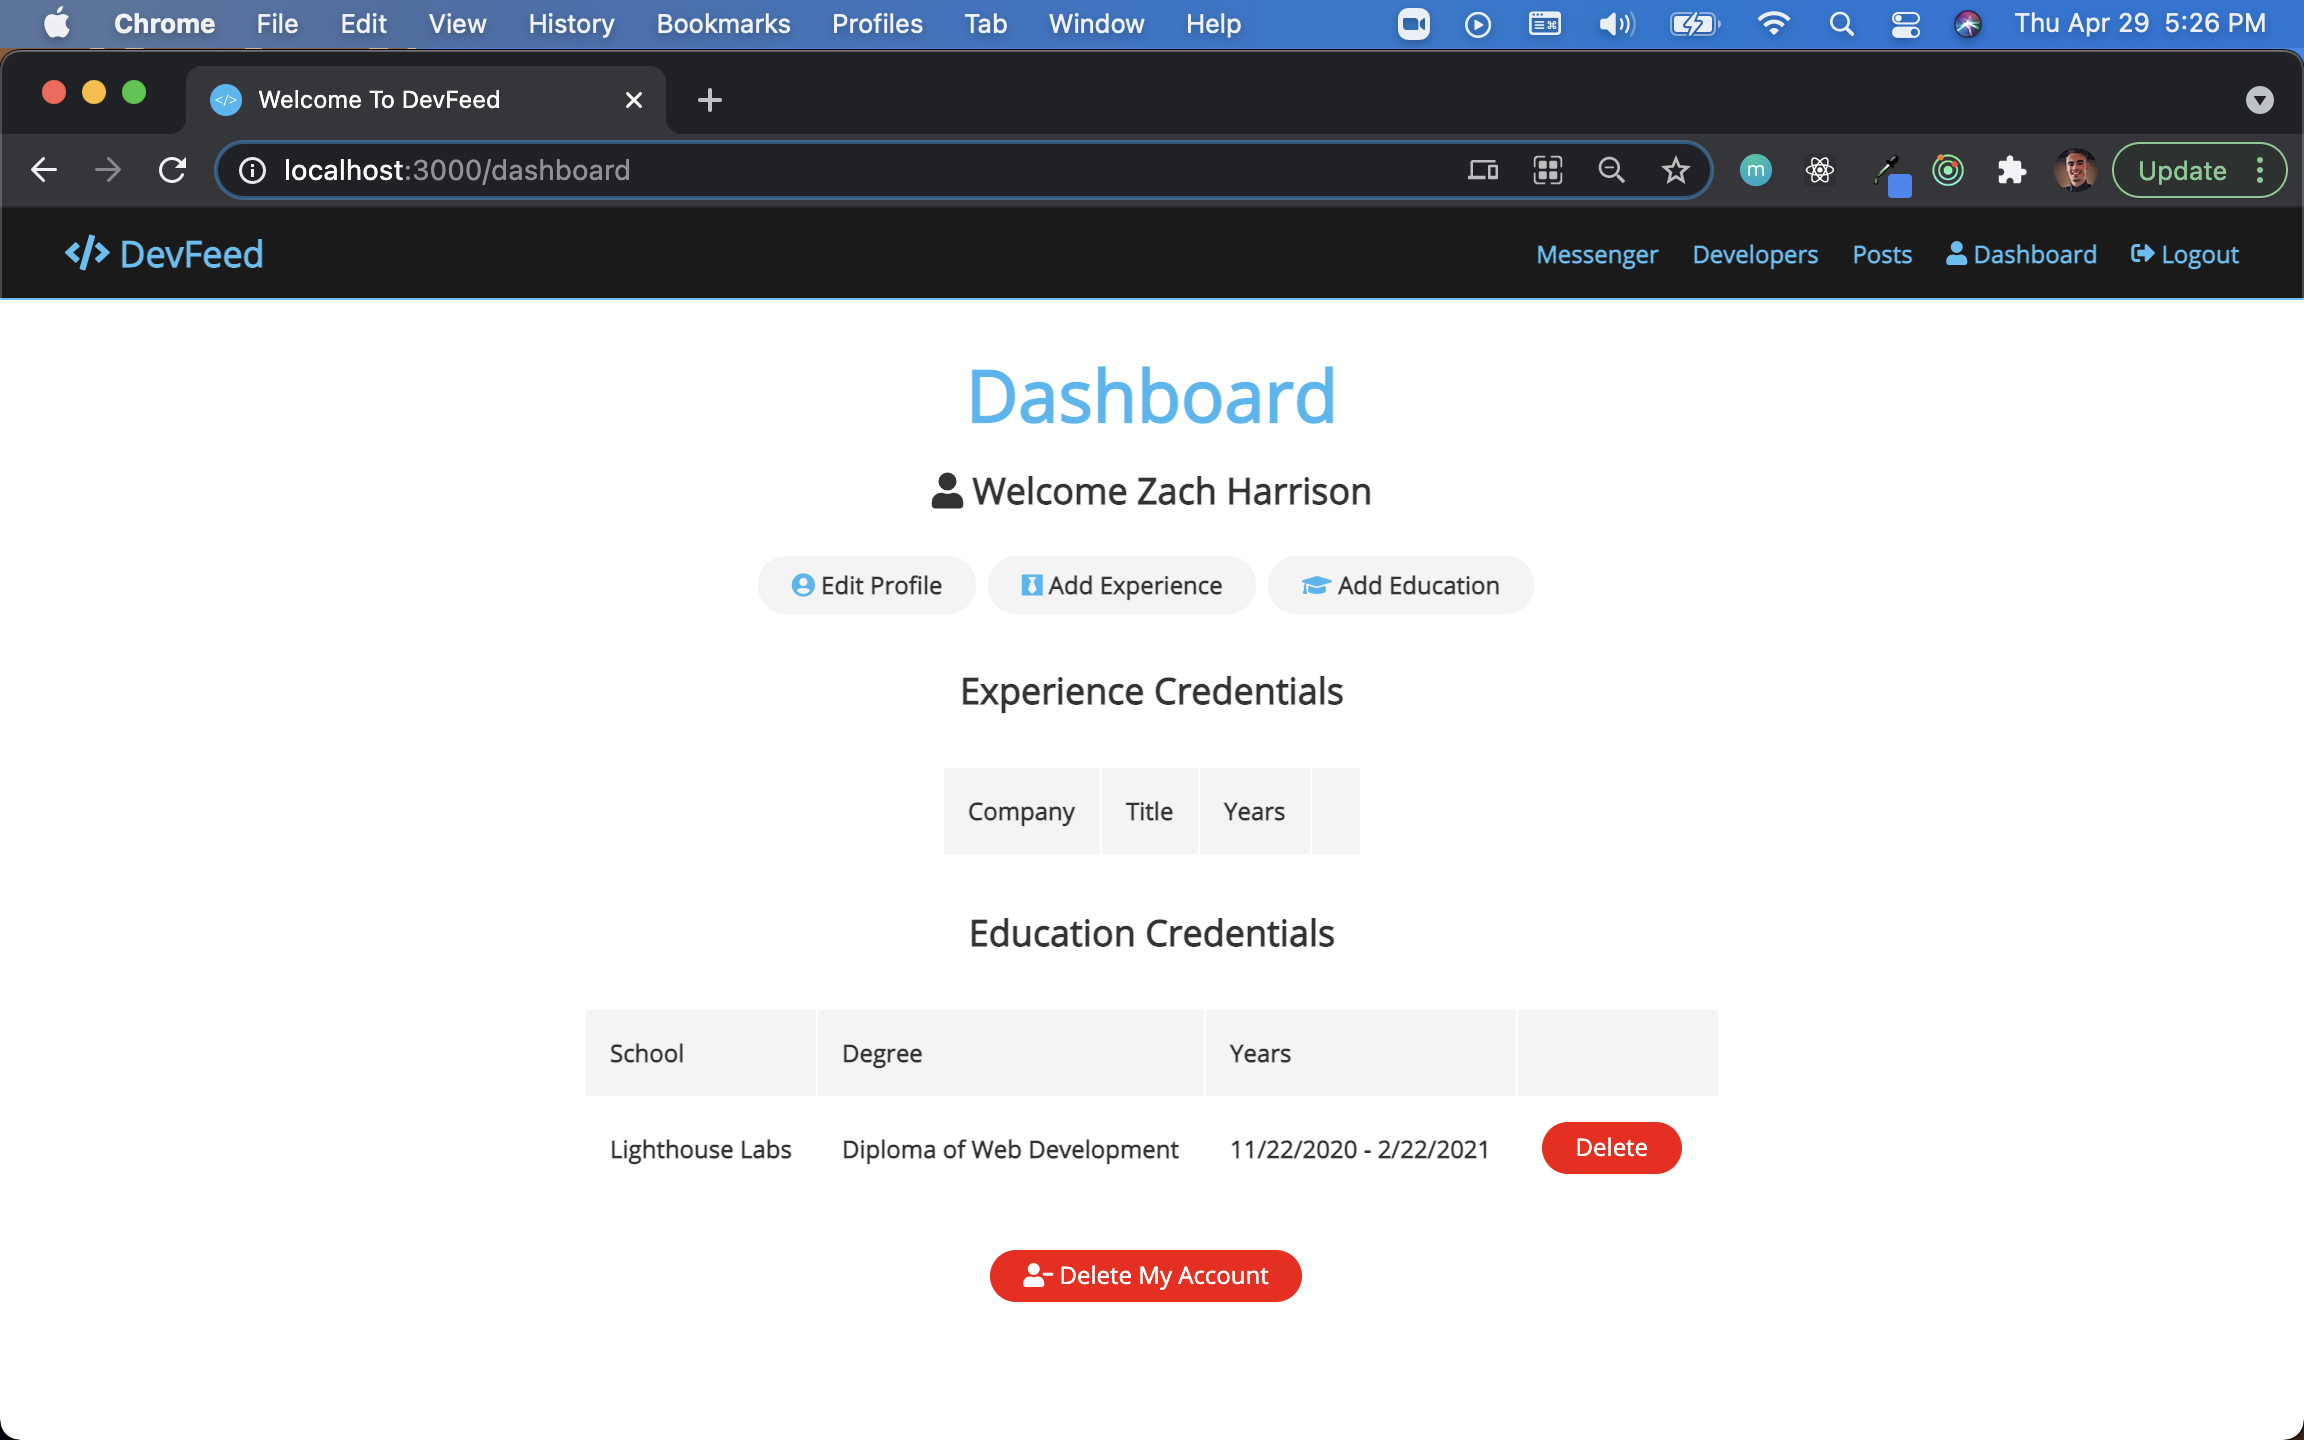 Chrome File Edit View History Bookmarks Profiles Tab Window Help Thu Apr 29 5:26 PM
</> Welcome To DevFeed
localhost:3000/dashboard m Update
</> DevFeed Messenger Developers Posts Dashboard Logout
Dashboard
Welcome Zach Harrison
Edit Profile Add Experience Add Education
Experience Credentials
Company Title Years
Education Credentials
School Degree Years
Lighthouse Labs Diploma of Web Development 11/22/2020 - 2/22/2021 Delete
Delete My Account